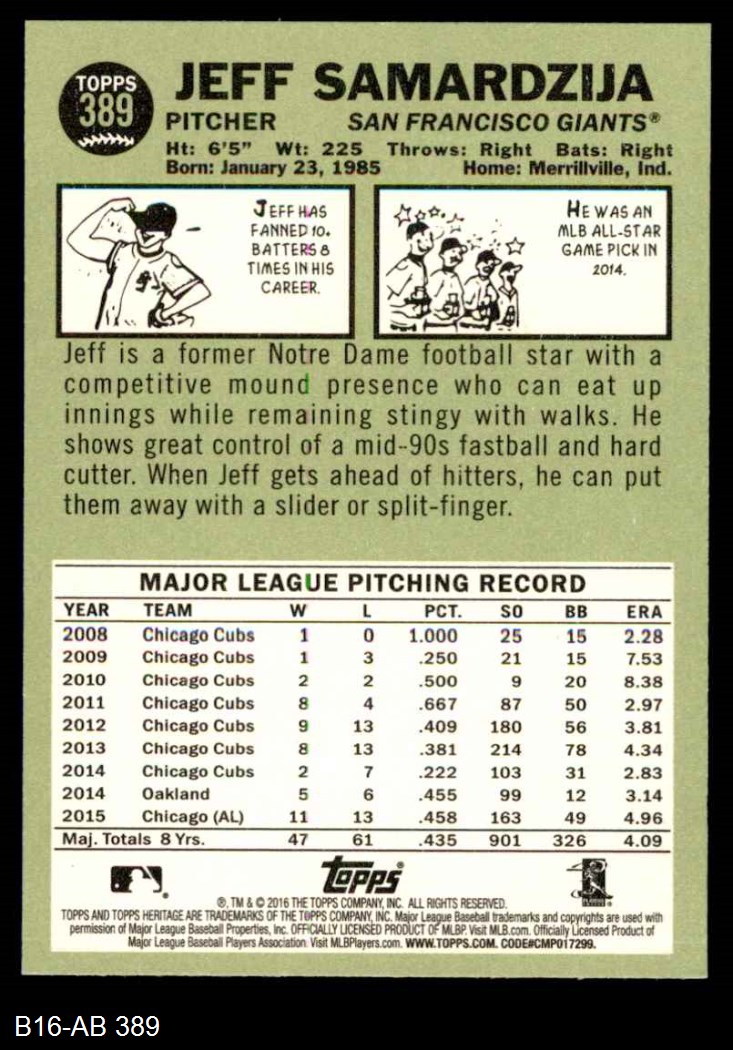 TOPPS
389
JEFF SAMARDZIJA
PITCHER SAN FRANCISCO GIANTS®
Ht: 6'5" Wt: 225 Throws: Right Bats: Right
Born: January 23, 1985 Home: Merrillville, Ind.
JEFF HAS
FANNED 10.
BATTERS 8
TIMES IN HIS
CAREER.
HE WAS AN
MLB ALL-STAR
GAME PICK IN
2014.
Jeff is a former Notre Dame football star with a
competitive mound presence who can eat up
innings while remaining stingy with walks. He
shows great control of a mid-90s fastball and hard
cutter. When Jeff gets ahead of hitters, he can put
them away with a slider or split-finger.
MAJOR LEAGUE PITCHING RECORD
YEAR TEAM W L PCT. SO BB ERA
2008 Chicago Cubs 1 0 1.000 25 15 2.28
2009 Chicago Cubs 1 3 .250 21 15 7.53
2010 Chicago Cubs 2 2 .500 9 20 8.38
2011 Chicago Cubs 8 4 .667 87 50 2.97
2012 Chicago Cubs 9 13 .409 180 56 3.81
2013 Chicago Cubs 8 13 .381 214 78 4.34
2014 Chicago Cubs 2 7 .222 103 31 2.83
2014 Oakland 5 6 .455 99 12 3.14
2015 Chicago (AL) 11 13 .458 163 49 4.96
Maj. Totals 8 Yrs. 47 61 .435 901 326 4.09
topps®
®, TM & © 2016 THE TOPPS COMPANY, INC. ALL RIGHTS RESERVED.
TOPPS AND TOPPS HERITAGE ARE TRADEMARKS OF THE TOPPS COMPANY, INC. Major League Baseball trademarks and copyrights are used with
permission of Major League Baseball Properties, Inc. OFFICIALLY LICENSED PRODUCT OF MLBP. Visit MLB.com. Officially Licensed Product of
Major League Baseball Players Association. Visit MLBPlayers.com. WWW.TOPPS.COM. CODE#CMP017299.
B16-AB 389